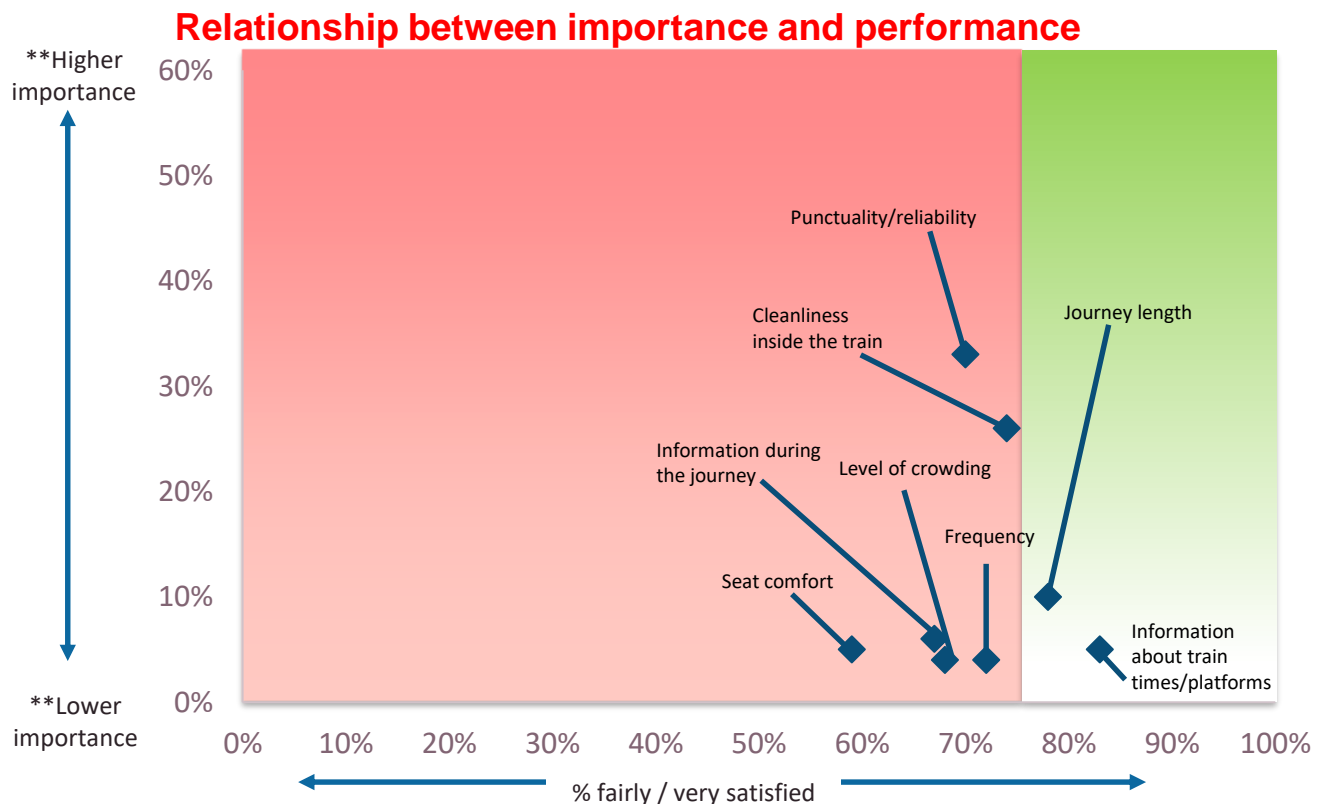 Relationship between importance and performance
**Higher
importance
60%
50%
40%
30%
20%
10%
0%
**Lower
importance
Punctuality/reliability
Cleanliness
inside the train
Journey length
Information during
the journey
Level of crowding
Frequency
Seat comfort
Information
about train
times/platforms
0% 10% 20% 30% 40% 50% 60% 70% 80% 90% 100%
% fairly / very satisfied